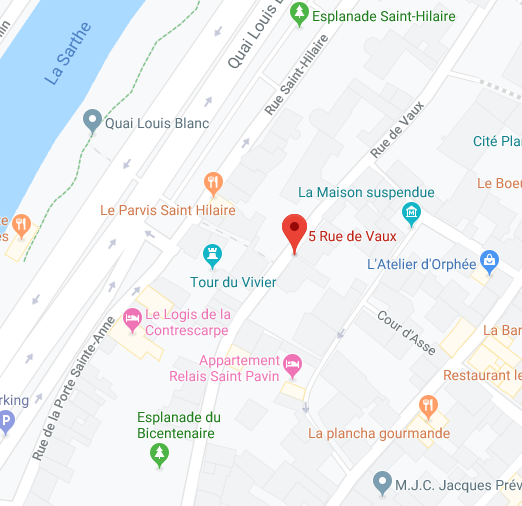 Esplanade Saint-Hilaire
La Sarthe
Quai Louis B
Rue Saint-Hilaire
Rue de Vaux
Quai Louis Blanc
Cité Pla
La Maison suspendue
Le Boe
Le Parvis Saint Hilaire
5 Rue de Vaux
L'Atelier d'Orphée
Tour du Vivier
Le Logis de la
Contrescarpe
Cour d'Asse
La Bar
Appartement
Relais Saint Pavin
Restaurant le
Rue de la Porte Sainte-Anne
rking
P
Esplanade du
Bicentenaire
La plancha gourmande
M.J.C. Jacques Prév